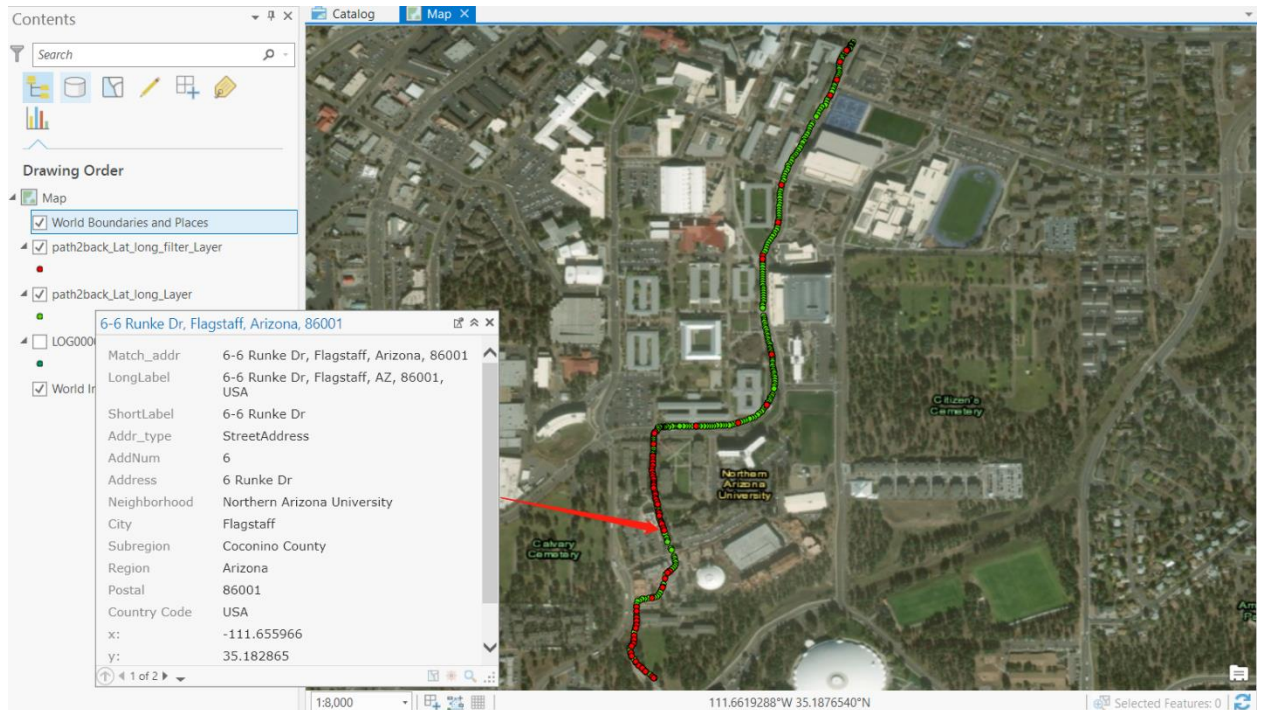 Contents
Catalog
Map
Search
Drawing Order
Map
World Boundaries and Places
path2back_Lat_long_filter_Layer
path2back_Lat_long_Layer
LOG000
World Im
6-6 Runke Dr, Flagstaff, Arizona, 86001
Match_addr 6-6 Runke Dr, Flagstaff, Arizona, 86001
LongLabel 6-6 Runke Dr, Flagstaff, AZ, 86001,
USA
ShortLabel 6-6 Runke Dr
Addr_type StreetAddress
AddNum 6
Address 6 Runke Dr
Neighborhood Northern Arizona University
City Flagstaff
Subregion Coconino County
Region Arizona
Postal 86001
Country Code USA
x: -111.655966
y: 35.182865
1 of 2
Citizen's
Cemetery
Northern
Arizona
University
Calvary
Cemetery
Am
1:8,000
111.6619288°W 35.1876540°N
Selected Features: 0